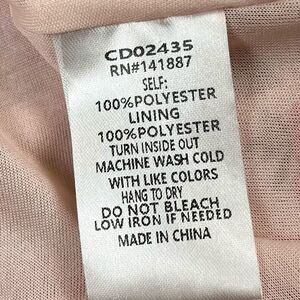 CD02435
RN#141887
SELF:
100%POLYESTER
LINING
100%POLYESTER
TURN INSIDE OUT
MACHINE WASH COLD
WITH LIKE COLORS
HANG TO DRY
DO NOT BLEACH
LOW IRON IF NEEDED
MADE IN CHINA